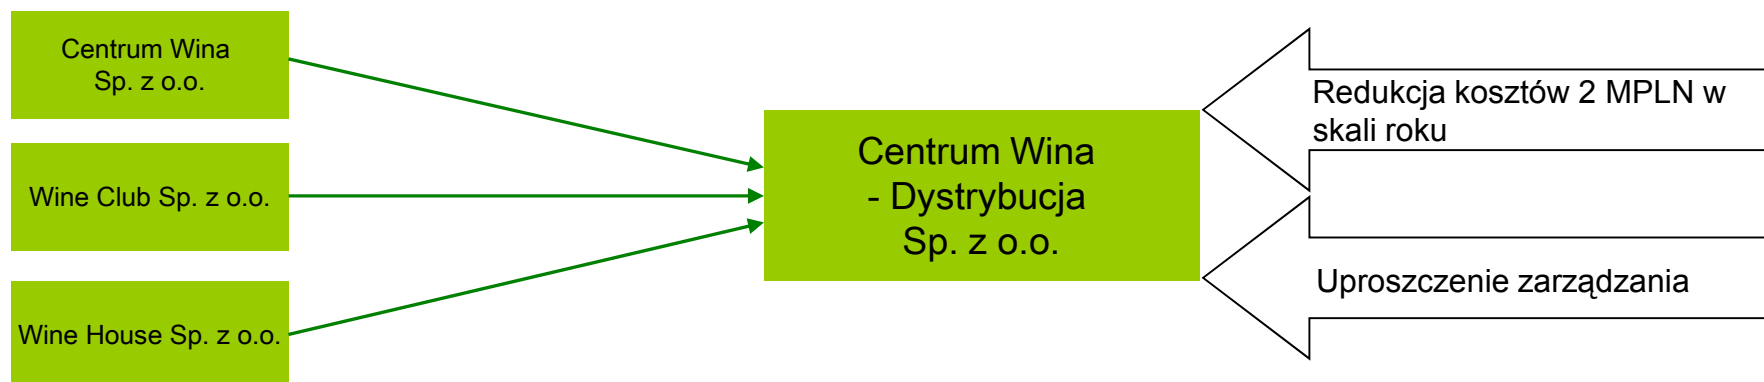 Centrum Wina
Sp. z o.o.
Wine Club Sp. z o.o.
Wine House Sp. z o.o.
Centrum Wina
- Dystrybucja
Sp. z o.o.
Redukcja kosztów 2 MPLN w
skali roku
Uproszczenie zarządzania